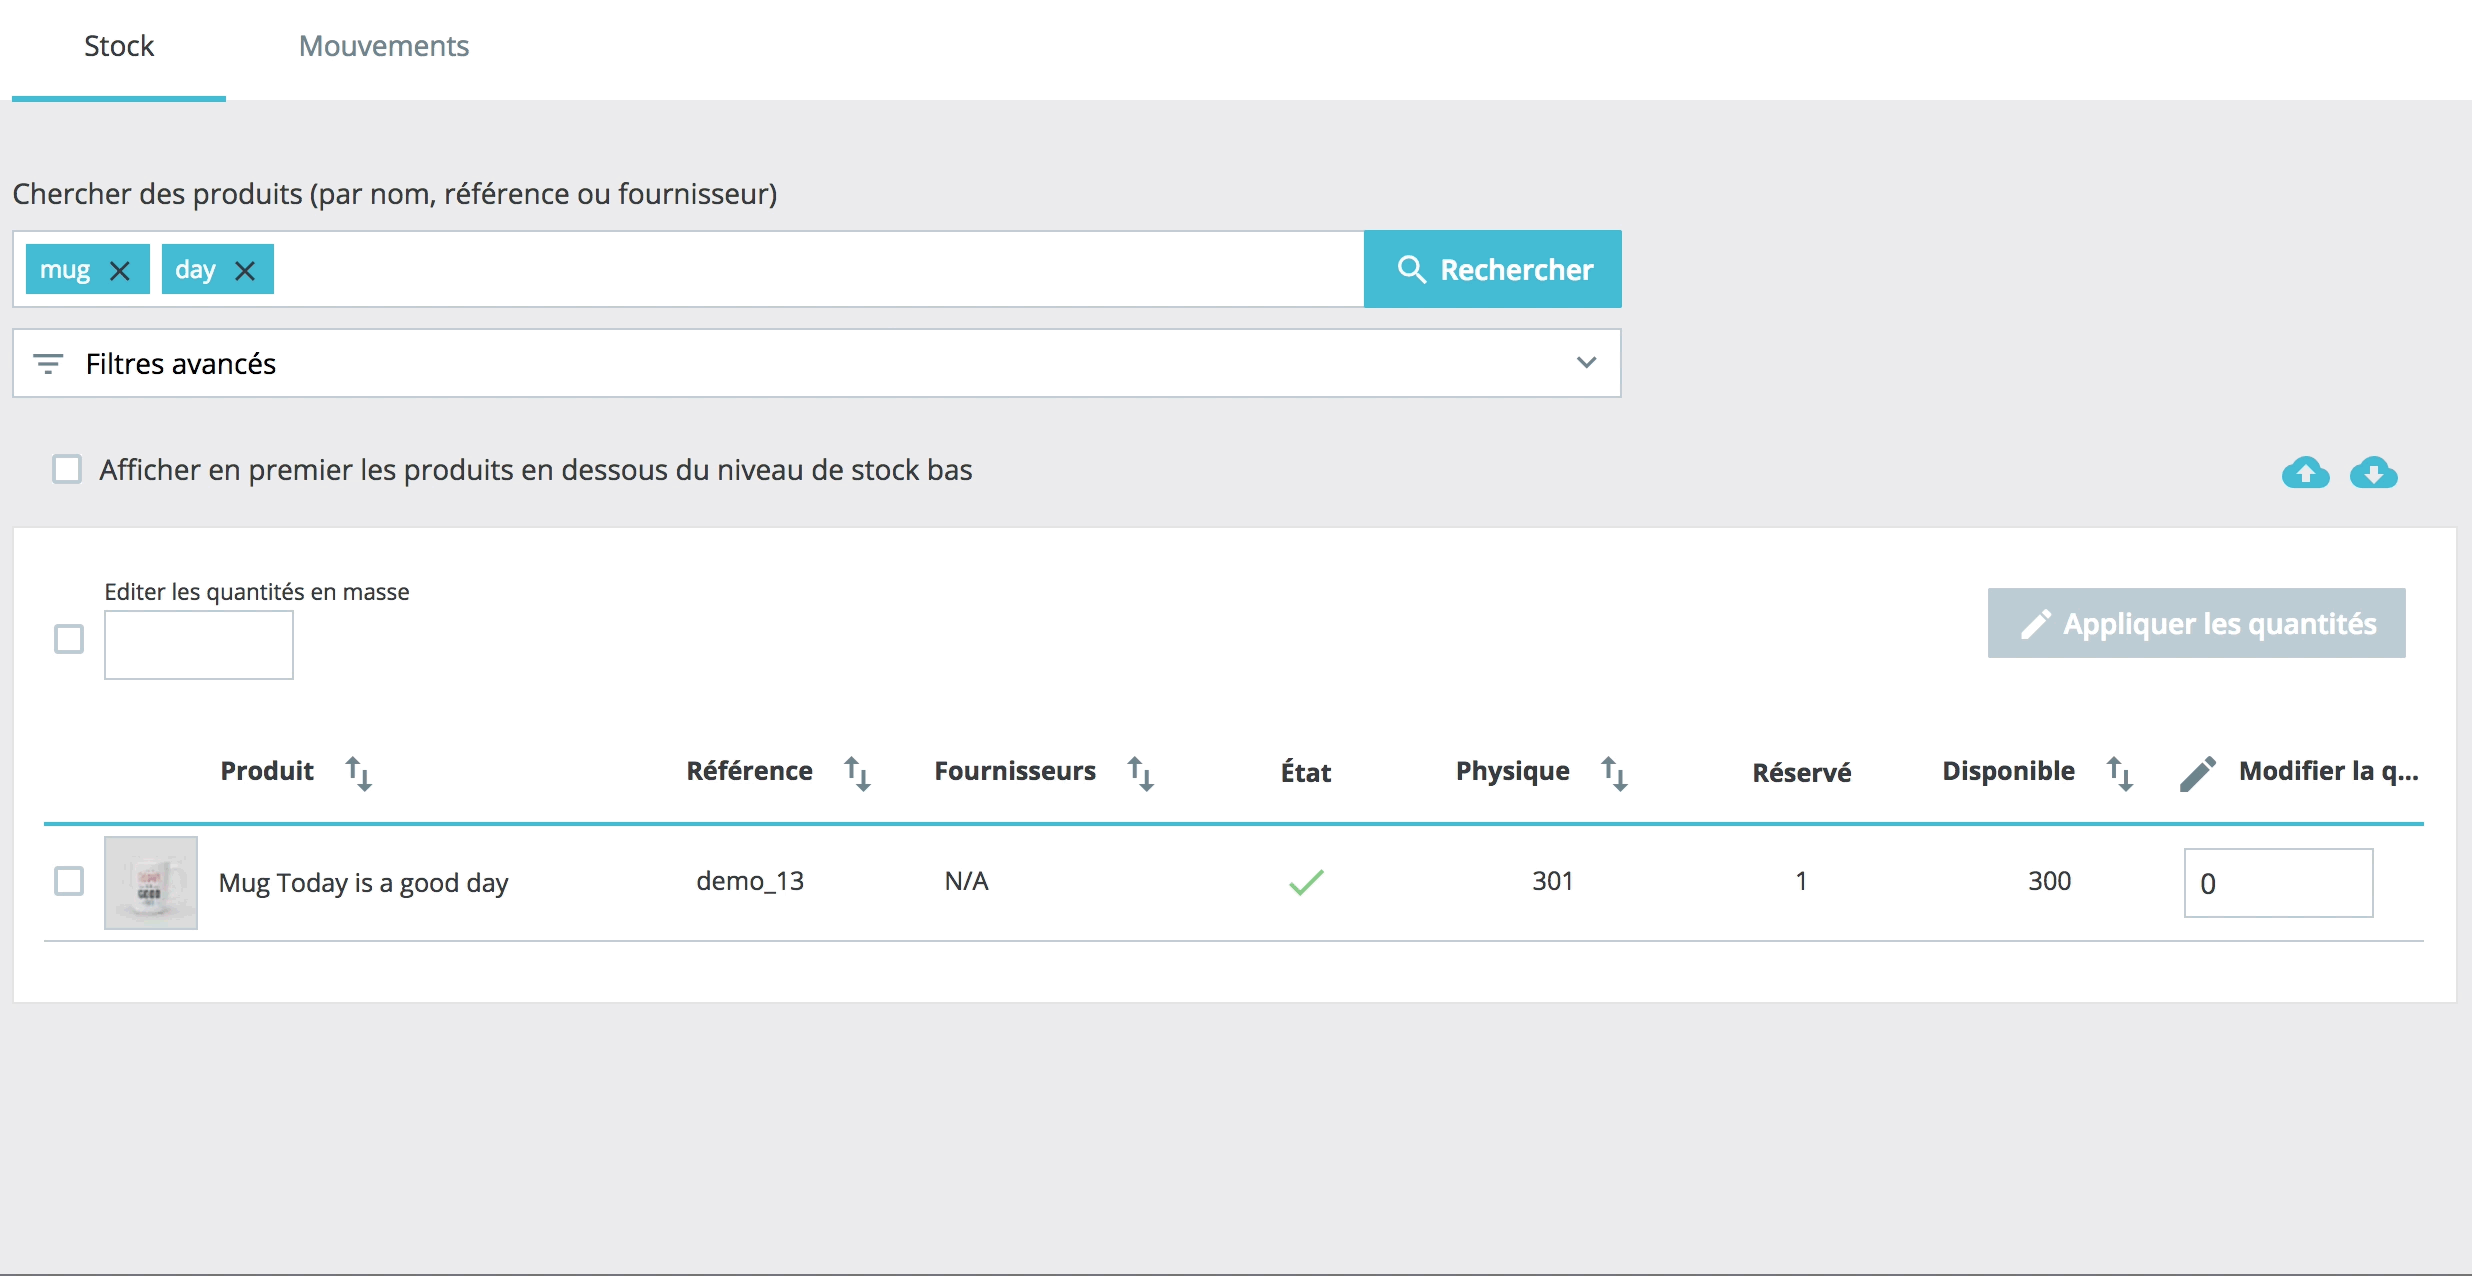 Stock Mouvements
Chercher des produits (par nom, référence ou fournisseur)
mug day Rechercher
Filtres avancés
Afficher en premier les produits en dessous du niveau de stock bas
Editer les quantités en masse
Appliquer les quantités
Produit Référence Fournisseurs État Physique Réservé Disponible Modifier la q...
Mug Today is a good day demo_13 N/A 301 1 300 0
GOOD